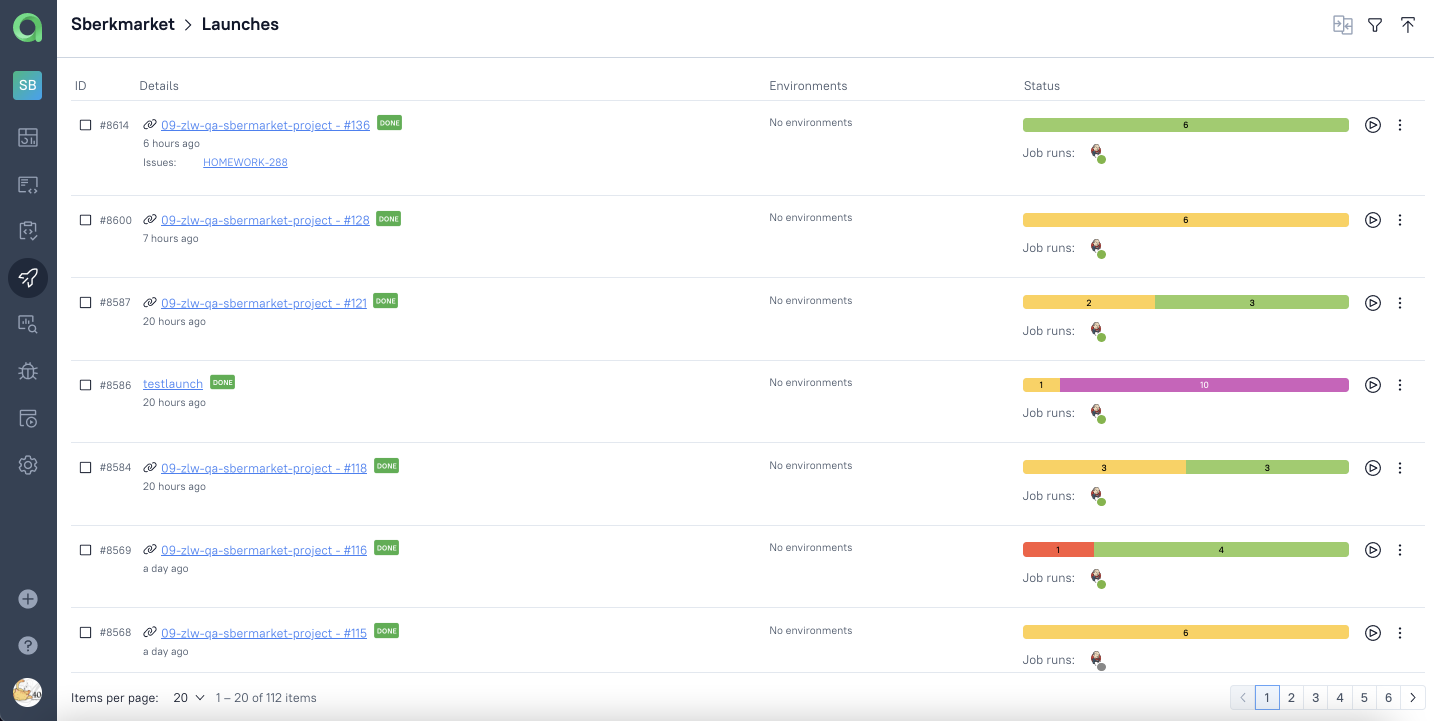 Sberkmarket > Launches
SB
ID Details Environments Status
#8614 09-zlw-qa-sbermarket-project - #136 DONE No environments 6
6 hours ago
Issues: HOMEWORK-288 Job runs:
#8600 09-zlw-qa-sbermarket-project - #128 DONE No environments 6
7 hours ago Job runs:
#8587 09-zlw-qa-sbermarket-project - #121 DONE No environments 2 3
20 hours ago Job runs:
#8586 testlaunch DONE No environments 1 10
20 hours ago Job runs:
#8584 09-zlw-qa-sbermarket-project - #118 DONE No environments 3 3
20 hours ago Job runs:
#8569 09-zlw-qa-sbermarket-project - #116 DONE No environments 1 4
a day ago Job runs:
#8568 09-zlw-qa-sbermarket-project - #115 DONE No environments 6
a day ago Job runs:
40
Items per page: 20 1 – 20 of 112 items < 1 2 3 4 5 6 >